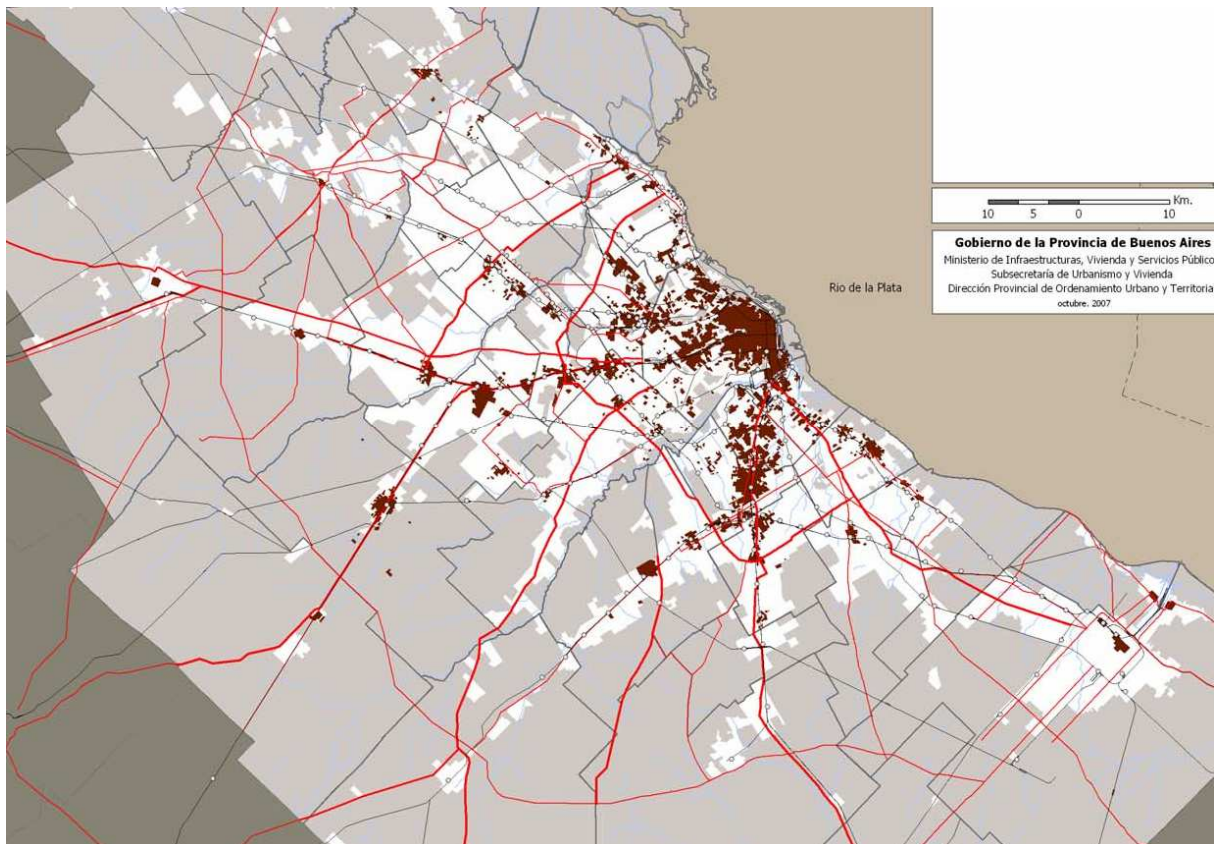 Km.
10 5 0 10
Gobierno de la Provincia de Buenos Aires
Ministerio de Infraestructuras, Vivienda y Servicios Público
Subsecretaría de Urbanismo y Vivienda
Dirección Provincial de Ordenamiento Urbano y Territoria
octubre. 2007
Rio de la Plata